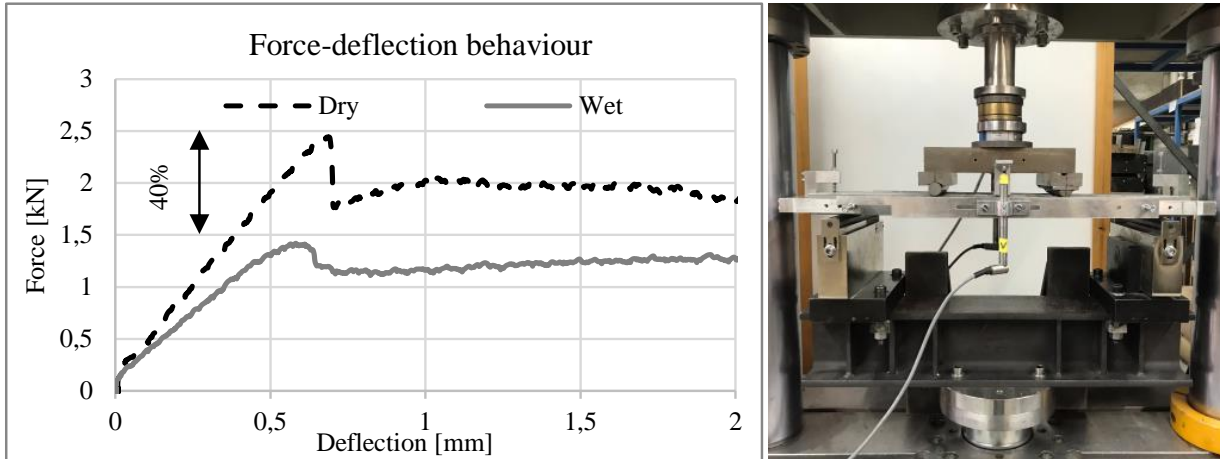 Force-deflection behaviour
Dry
Wet
40%
Force [kN]
3
2,5
2
1,5
1
0,5
0
0
0,5
1
1,5
2
Deflection [mm]
V